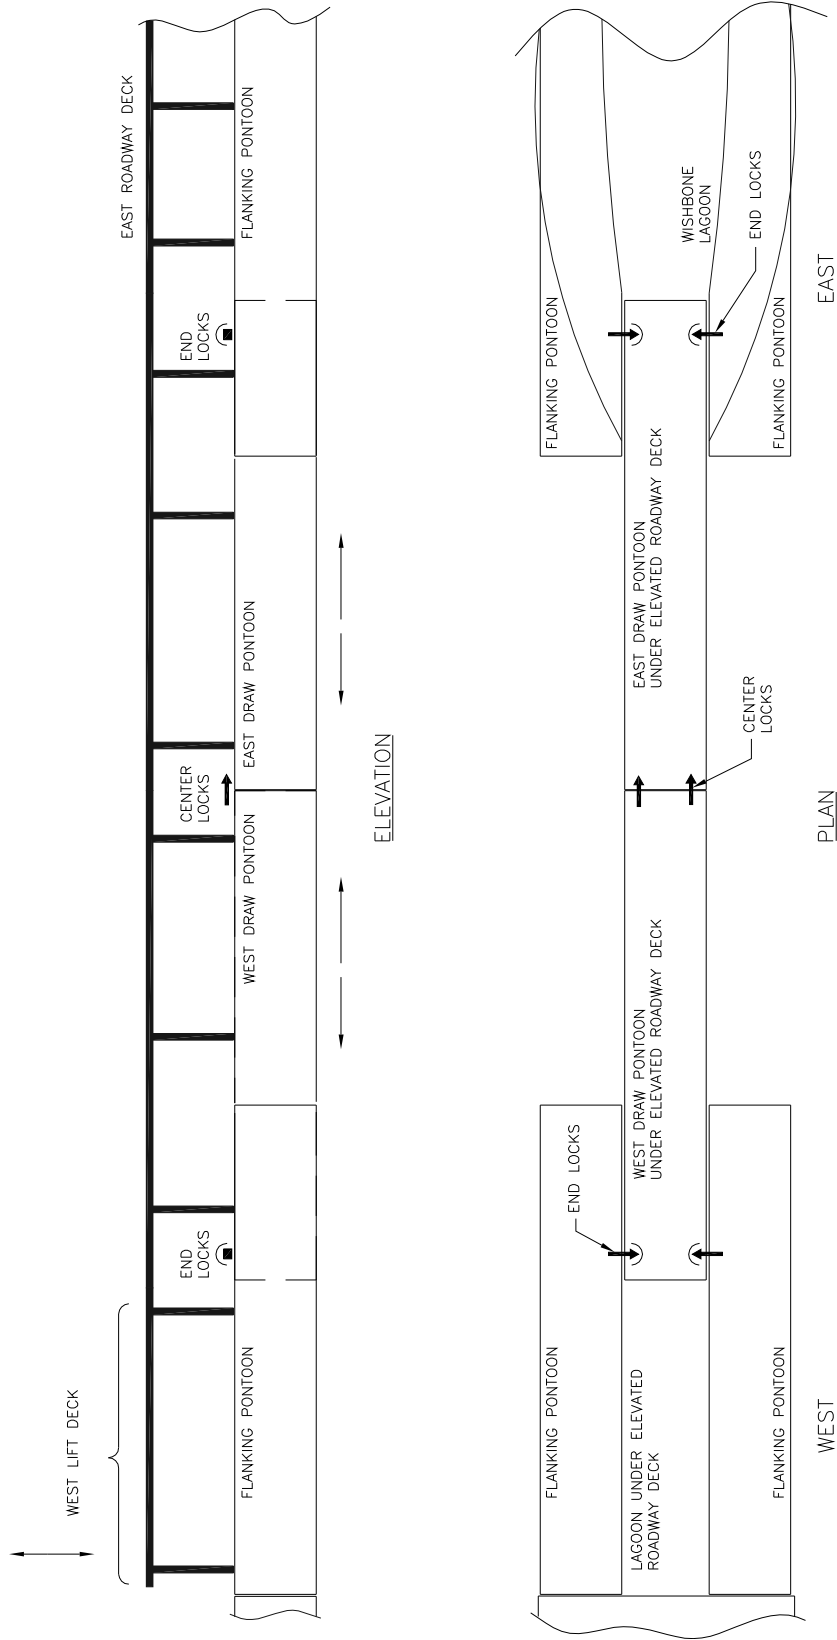 WEST LIFT DECK
EAST ROADWAY DECK
END
LOCKS
CENTER
LOCKS
END
LOCKS
FLANKING PONTOON
WEST DRAW PONTOON
EAST DRAW PONTOON
FLANKING PONTOON
ELEVATION
FLANKING PONTOON
END LOCKS
FLANKING PONTOON
LAGOON UNDER ELEVATED
ROADWAY DECK
WEST DRAW PONTOON
UNDER ELEVATED ROADWAY DECK
EAST DRAW PONTOON
UNDER ELEVATED ROADWAY DECK
WISHBONE
LAGOON
CENTER
LOCKS
END LOCKS
FLANKING PONTOON
FLANKING PONTOON
WEST
PLAN
EAST